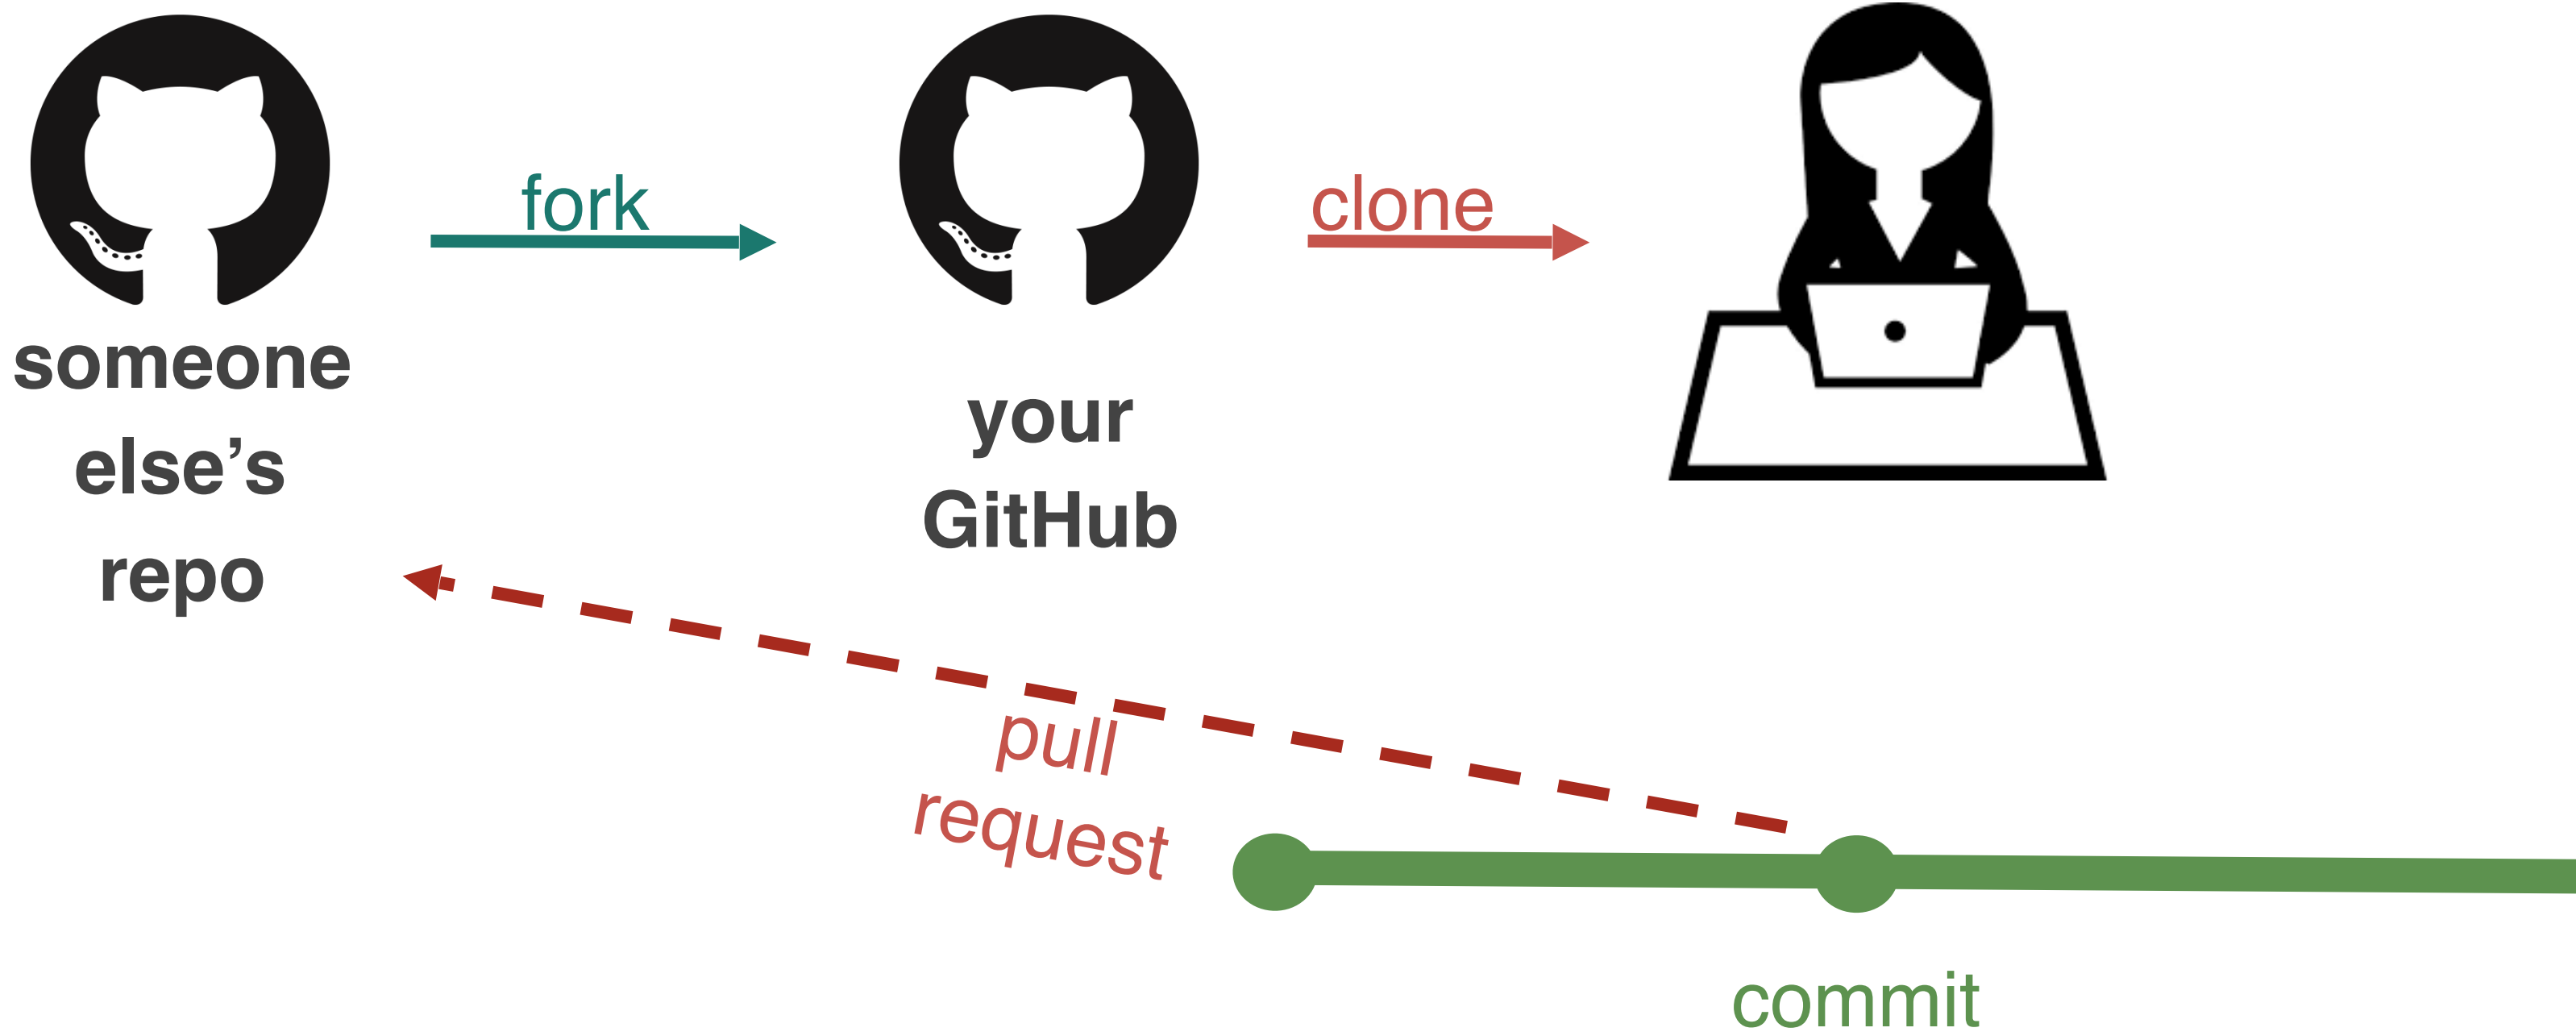 fork
clone
someone
else’s
repo
your
GitHub
pull
request
commit